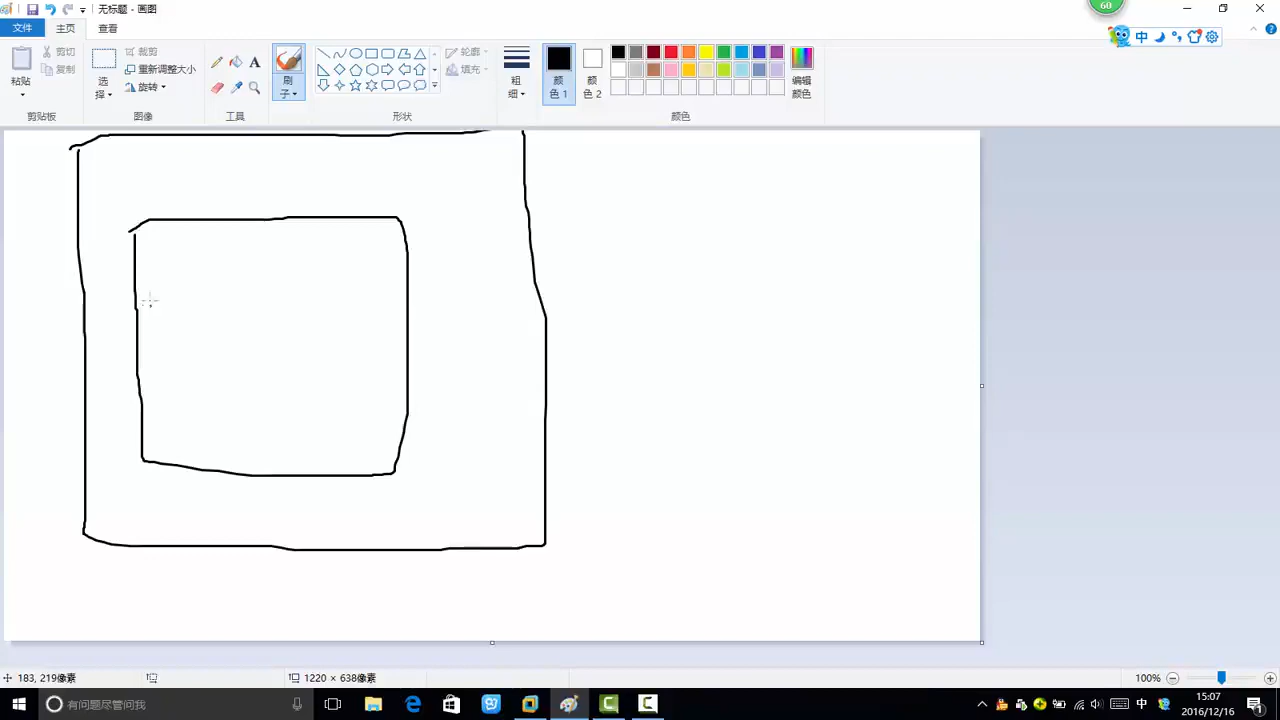 无标题 - 画图
60
文件 主页 查看
粘贴 剪切 复制
选择 裁剪 重新调整大小 旋转
A
刷子
轮廓 填充
粗细
颜色 1 颜色 2
编辑颜色
中
剪贴板 图像 工具 形状 颜色
183, 219像素 1220 × 638像素 100%
有问题尽管问我
中
15:07
2016/12/16
1